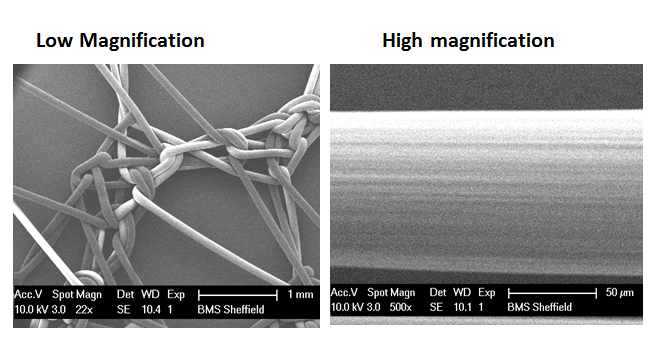 Low Magnification
High magnification
Acc.V Spot Magn Det WD Exp 1 mm
10.0 kV 3.0 22x SE 10.4 1 BMS Sheffield
Acc.V Spot Magn Det WD Exp 50 µm
10.0 kV 3.0 500x SE 10.1 1 BMS Sheffield